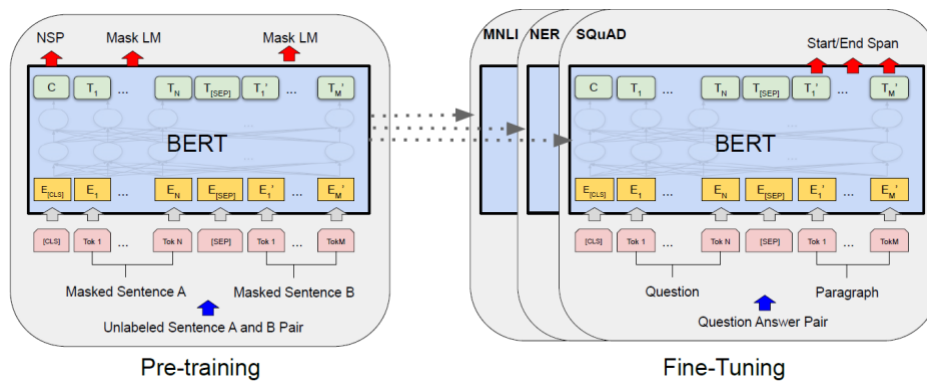 NSP Mask LM Mask LM
C T1 ... TN T[SEP] T1' ... TM'
BERT
E[CLS] E1 ... EN E[SEP] E1' ... EM'
[CLS] Tok 1 ... Tok N [SEP] Tok 1 ... TokM
Masked Sentence A Masked Sentence B
Unlabeled Sentence A and B Pair
Pre-training
MNLI NER SQuAD
Start/End Span
C T1 ... TN T[SEP] T1' ... TM'
BERT
E[CLS] E1 ... EN E[SEP] E1' ... EM'
[CLS] Tok 1 ... Tok N [SEP] Tok 1 ... TokM
Question Paragraph
Question Answer Pair
Fine-Tuning